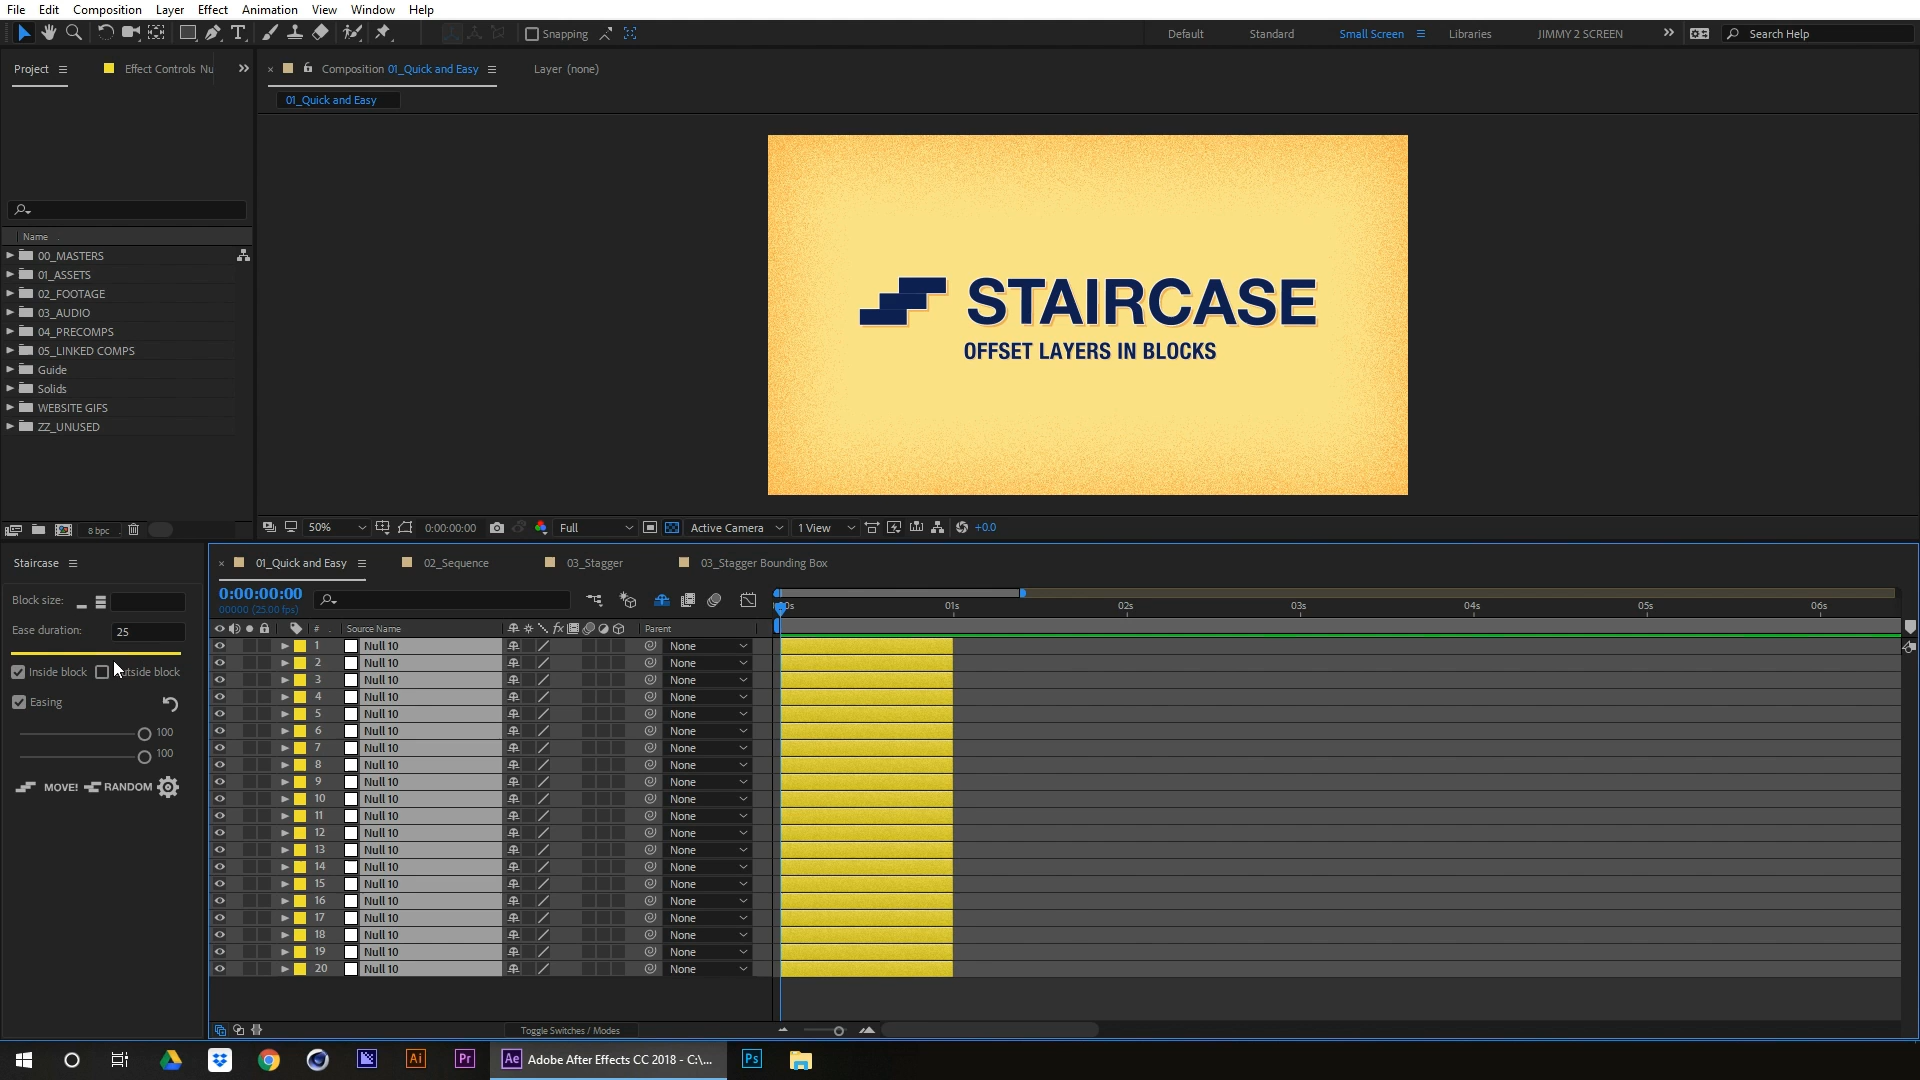 File Edit Composition Layer Effect Animation View Window Help
Snapping Default Standard Small Screen Libraries JIMMY 2 SCREEN Search Help
Project Effect Controls Nu Composition 01_Quick and Easy Layer (none)
01_Quick and Easy
STAIRCASE
OFFSET LAYERS IN BLOCKS
Name
00_MASTERS
01_ASSETS
02_FOOTAGE
03_AUDIO
04_PRECOMPS
05_LINKED COMPS
Guide
Solids
WEBSITE GIFS
ZZ_UNUSED
8 bpc 50% 0:00:00:00 Full Active Camera 1 View +0.0
Staircase 01_Quick and Easy 02_Sequence 03_Stagger 03_Stagger Bounding Box
Block size:
Ease duration: 25
Inside block utside block
Easing
100
100
MOVE! RANDOM
0:00:00:00
00000 (25.00 fps)
0s 01s 02s 03s 04s 05s 06s
# Source Name fx Parent
1 Null 10 None
2 Null 10 None
3 Null 10 None
4 Null 10 None
5 Null 10 None
6 Null 10 None
7 Null 10 None
8 Null 10 None
9 Null 10 None
10 Null 10 None
11 Null 10 None
12 Null 10 None
13 Null 10 None
14 Null 10 None
15 Null 10 None
16 Null 10 None
17 Null 10 None
18 Null 10 None
19 Null 10 None
20 Null 10 None
Toggle Switches / Modes
Ai Pr Ae Adobe After Effects CC 2018 - C:\... Ps